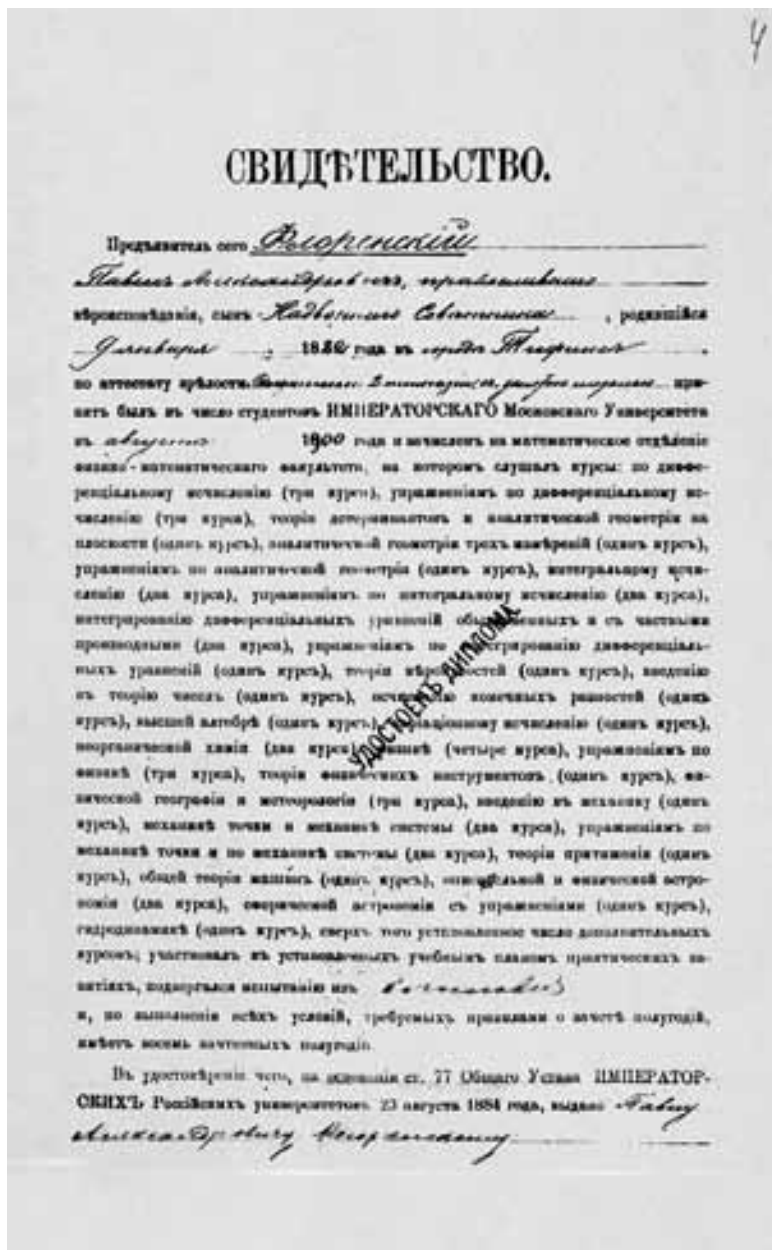 4
СВИДѢТЕЛЬСТВО.
Предъявитель сего Флоренскій
Павелъ Александровичъ, православнаго
вѣроисповѣданія, сынъ Надворнаго Совѣтника, родившійся
9 января 1882 года въ городѣ Тифлисѣ,
по аттестату зрѣлости 2 при-
нятъ былъ въ число студентовъ ИМПЕРАТОРСКАГО Московскаго Университета
въ августѣ 1900 года и зачисленъ на математическое отдѣленіе
физико-математическаго факультета, на которомъ слушалъ курсы: по диффе-
ренціальному исчисленію (три курса), упражненіямъ по дифференціальному ис-
численію (три курса), теоріи детерминантовъ и аналитической геометріи на
плоскости (одинъ курсъ), аналитической геометріи трехъ измѣреній (одинъ курсъ),
упражненіямъ по аналитической геометріи (одинъ курсъ), интегральному исчи-
сленію (два курса), упражненіямъ по интегральному исчисленію (два курса),
интегрированію дифференціальныхъ уравненій обыкновенныхъ и съ частными
производными (два курса), упражненіямъ по интегрированію дифференціаль-
ныхъ уравненій (одинъ курсъ), теоріи вѣроятностей (одинъ курсъ), введенію
въ теорію чиселъ (одинъ курсъ), исчисленію конечныхъ разностей (одинъ
курсъ), высшей алгебрѣ (одинъ курсъ), варіаціонному исчисленію (одинъ курсъ),
неорганической химіи (два курса), физикѣ (четыре курса), упражненіямъ по
физикѣ (три курса), теоріи физическихъ инструментовъ (одинъ курсъ), фи-
зической географіи и метеорологіи (три курса), введенію въ механику (одинъ
курсъ), механикѣ точки и механикѣ системы (два курса), упражненіямъ по
механикѣ точки и по механикѣ системы (два курса), теоріи притяженія (одинъ
курсъ), общей теоріи машинъ (одинъ курсъ), описательной и физической астро-
номіи (два курса), сферической астрономіи съ упражненіями (одинъ курсъ),
гидродинамикѣ (одинъ курсъ), сверхъ того установленное число дополнительныхъ
курсовъ; участвовалъ въ установленныхъ учебнымъ планомъ практическихъ за-
нятіяхъ, подвергался испытанію изъ богословія
и, по выполненіи всѣхъ условій, требуемыхъ правилами о зачетѣ полугодій,
имѣетъ восемь зачтенныхъ полугодій.
Въ удостовѣреніе чего, на основаніи ст. 77 Общаго Устава ИМПЕРАТОР-
СКИХЪ Россійскихъ университетовъ 23 августа 1884 года, выдано Павлу
Александровичу Флоренскому
УДОСТОЕНЪ ДИПЛОМА